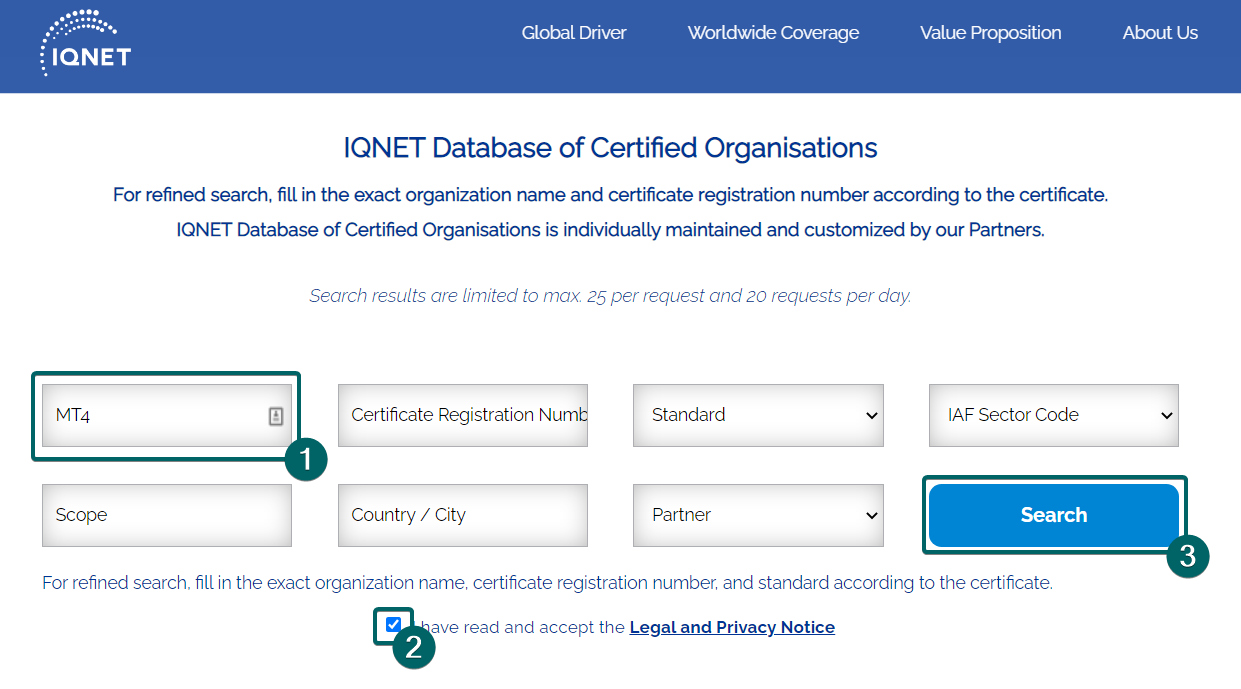 IQNET
Global Driver
Worldwide Coverage
Value Proposition
About Us
IQNET Database of Certified Organisations
For refined search, fill in the exact organization name and certificate registration number according to the certificate.
IQNET Database of Certified Organisations is individually maintained and customized by our Partners.
Search results are limited to max. 25 per request and 20 requests per day.
MT4
1
Certificate Registration Numb
Standard
IAF Sector Code
Scope
Country / City
Partner
Search
3
For refined search, fill in the exact organization name, certificate registration number, and standard according to the certificate.
have read and accept the Legal and Privacy Notice
2